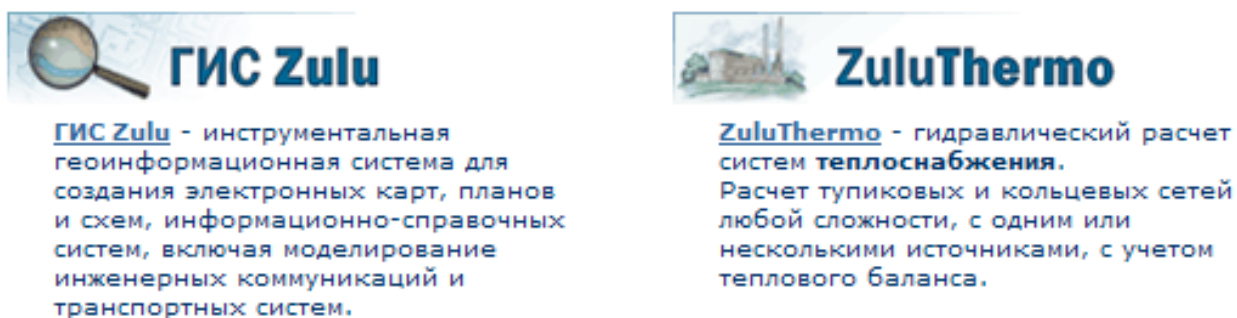 ГИС Zulu
ГИС Zulu - инструментальная
геоинформационная система для
создания электронных карт, планов
и схем, информационно-справочных
систем, включая моделирование
инженерных коммуникаций и
транспортных систем.
ZuluThermo
ZuluThermo - гидравлический расчет
систем теплоснабжения.
Расчет тупиковых и кольцевых сетей
любой сложности, с одним или
несколькими источниками, с учетом
теплового баланса.